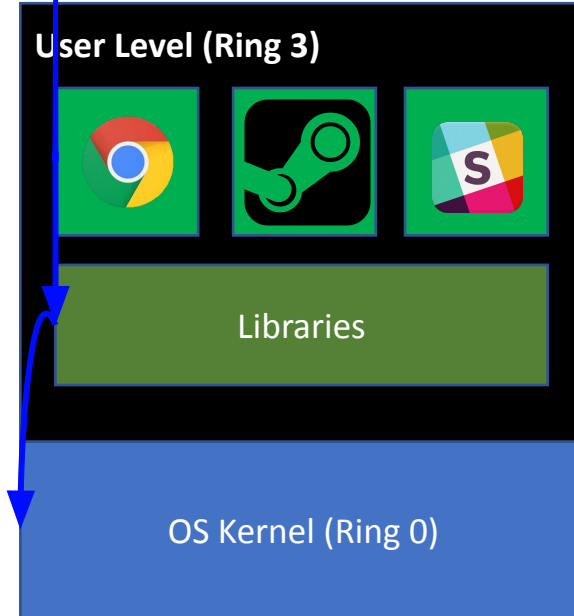 User Level (Ring 3)
S
Libraries
OS Kernel (Ring 0)